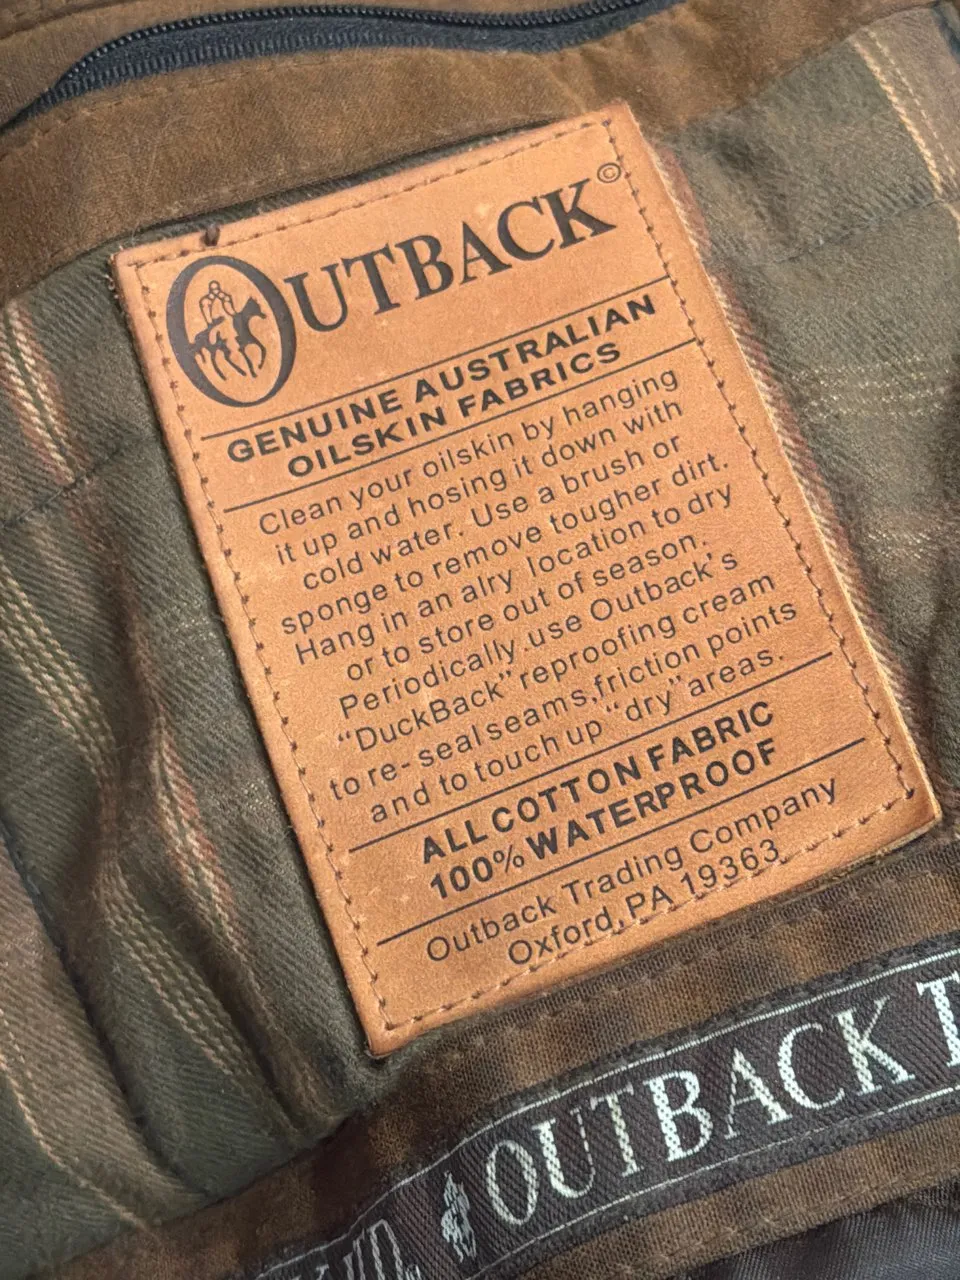 OUTBACK©
GENUINE AUSTRALIAN
OILSKIN FABRICS
Clean your oilskin by hanging
it up and hosing it down with
cold water. Use a brush or
sponge to remove tougher dirt.
Hang in an alry location to dry
or to store out of season.
Periodically.use Outback's
"DuckBack" reproofing cream
to re-seal seams,friction points
and to touch up "dry" areas.
ALL COTTON FABRIC
100% WATERPROOF
Outback Trading Company
Oxford,PA 19363
OUTBACK T